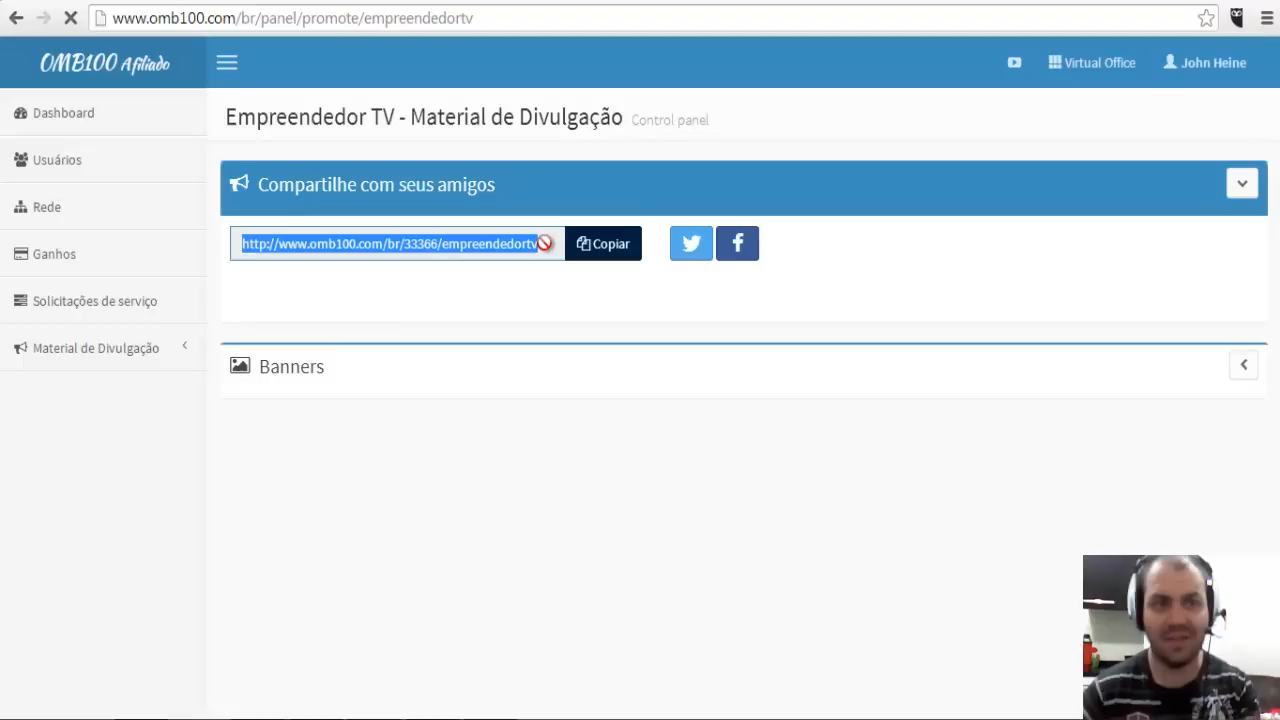 www.omb100.com/br/panel/promote/empreendedortv
OMB100 Afiliado
Virtual Office
John Heine
Dashboard
Usuários
Rede
Ganhos
Solicitações de serviço
Material de Divulgação
Empreendedor TV - Material de Divulgação Control panel
Compartilhe com seus amigos
http://www.omb100.com/br/33366/empreendedortv
Copiar
Banners